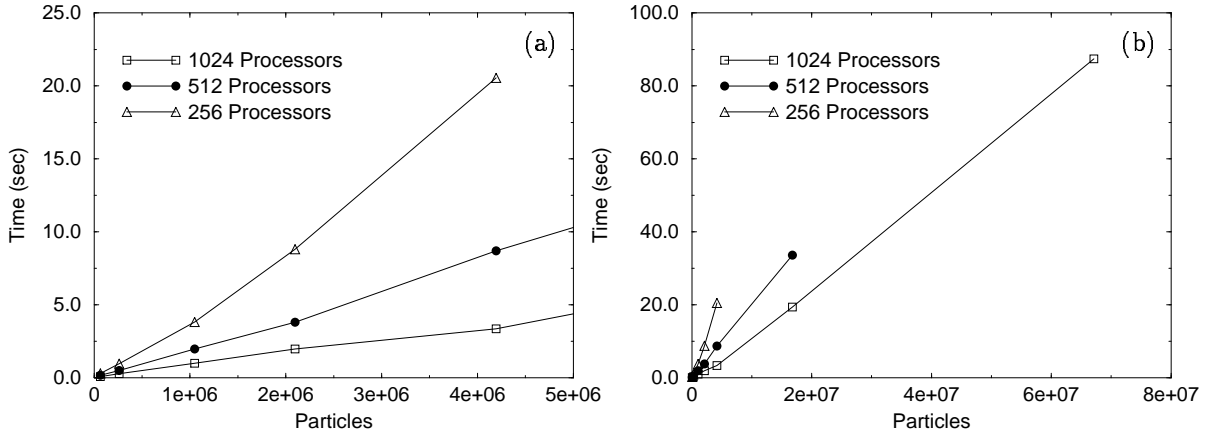 25.0
20.0
15.0
10.0
5.0
0.0
Time (sec)
(a)
1024 Processors
512 Processors
256 Processors
0
1e+06
2e+06
3e+06
4e+06
5e+06
Particles
100.0
80.0
60.0
40.0
20.0
0.0
Time (sec)
(b)
1024 Processors
512 Processors
256 Processors
0
2e+07
4e+07
6e+07
8e+07
Particles